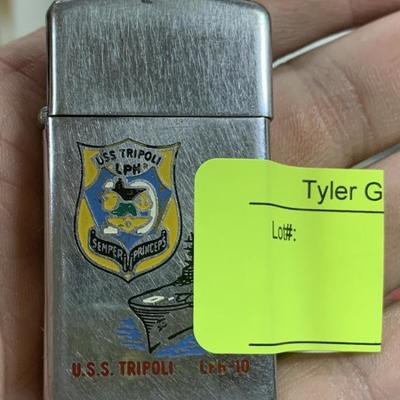 USS TRIPOLI
LPH
SEMPER PRINCEPS
Tyler G
Lot#:
U.S.S. TRIPOLI LPH-10